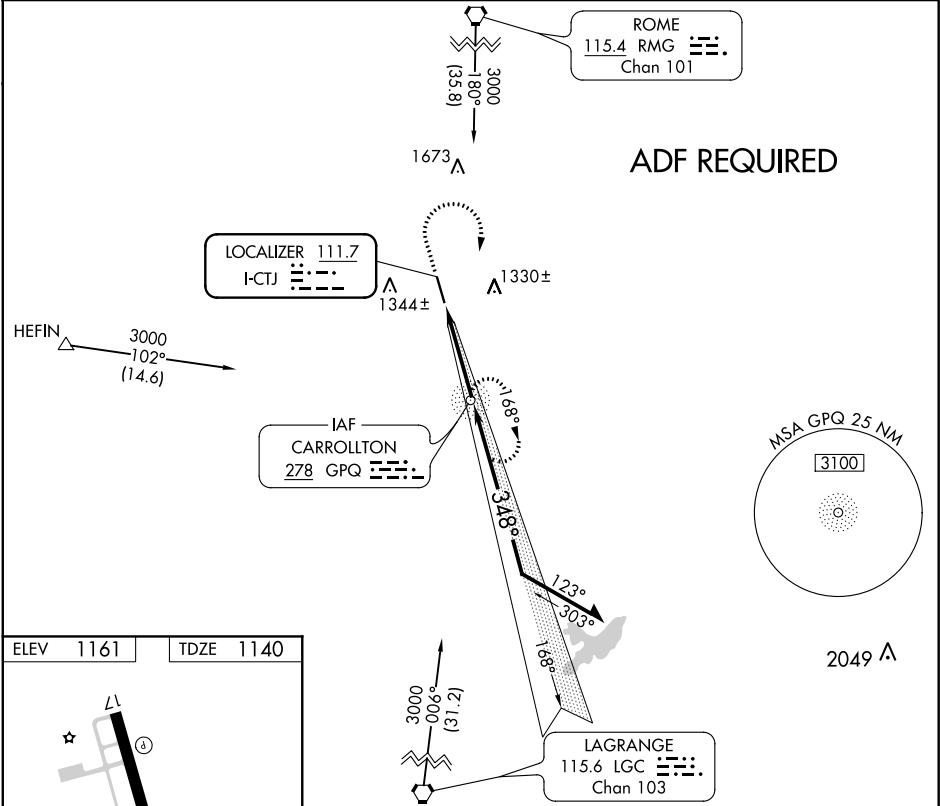 ROME
115.4 RMG
Chan 101
3000
180°
(35.8)
1673
ADF REQUIRED
LOCALIZER 111.7
I-CTJ
1344±
1330±
HEFIN
3000
102°
(14.6)
IAF
CARROLLTON
278 GPQ
168°
MSA GPQ 25 NM
3100
348°
123°
303°
168°
2049
ELEV 1161
TDZE 1140
17
P
3000
006°
(31.2)
LAGRANGE
115.6 LGC
Chan 103